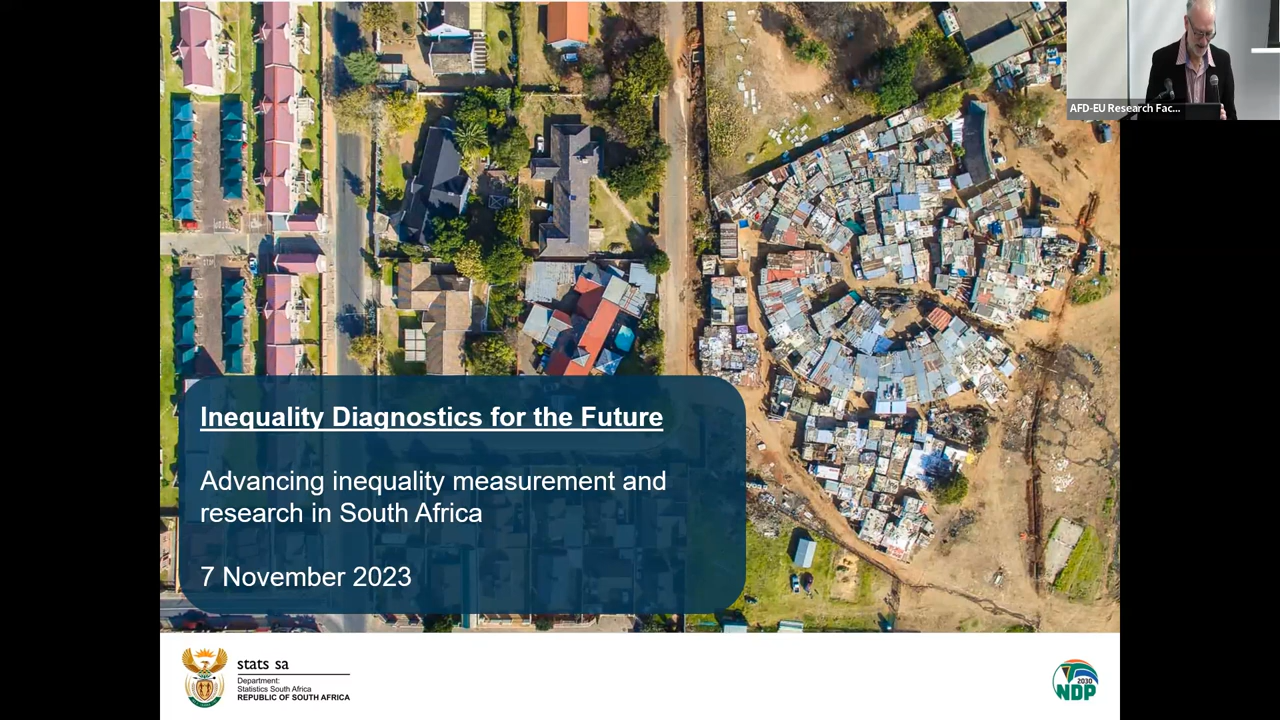 AFD-EU Research Fac...
Inequality Diagnostics for the Future
Advancing inequality measurement and
research in South Africa
7 November 2023
stats sa
Department:
Statistics South Africa
REPUBLIC OF SOUTH AFRICA
2030
NDP